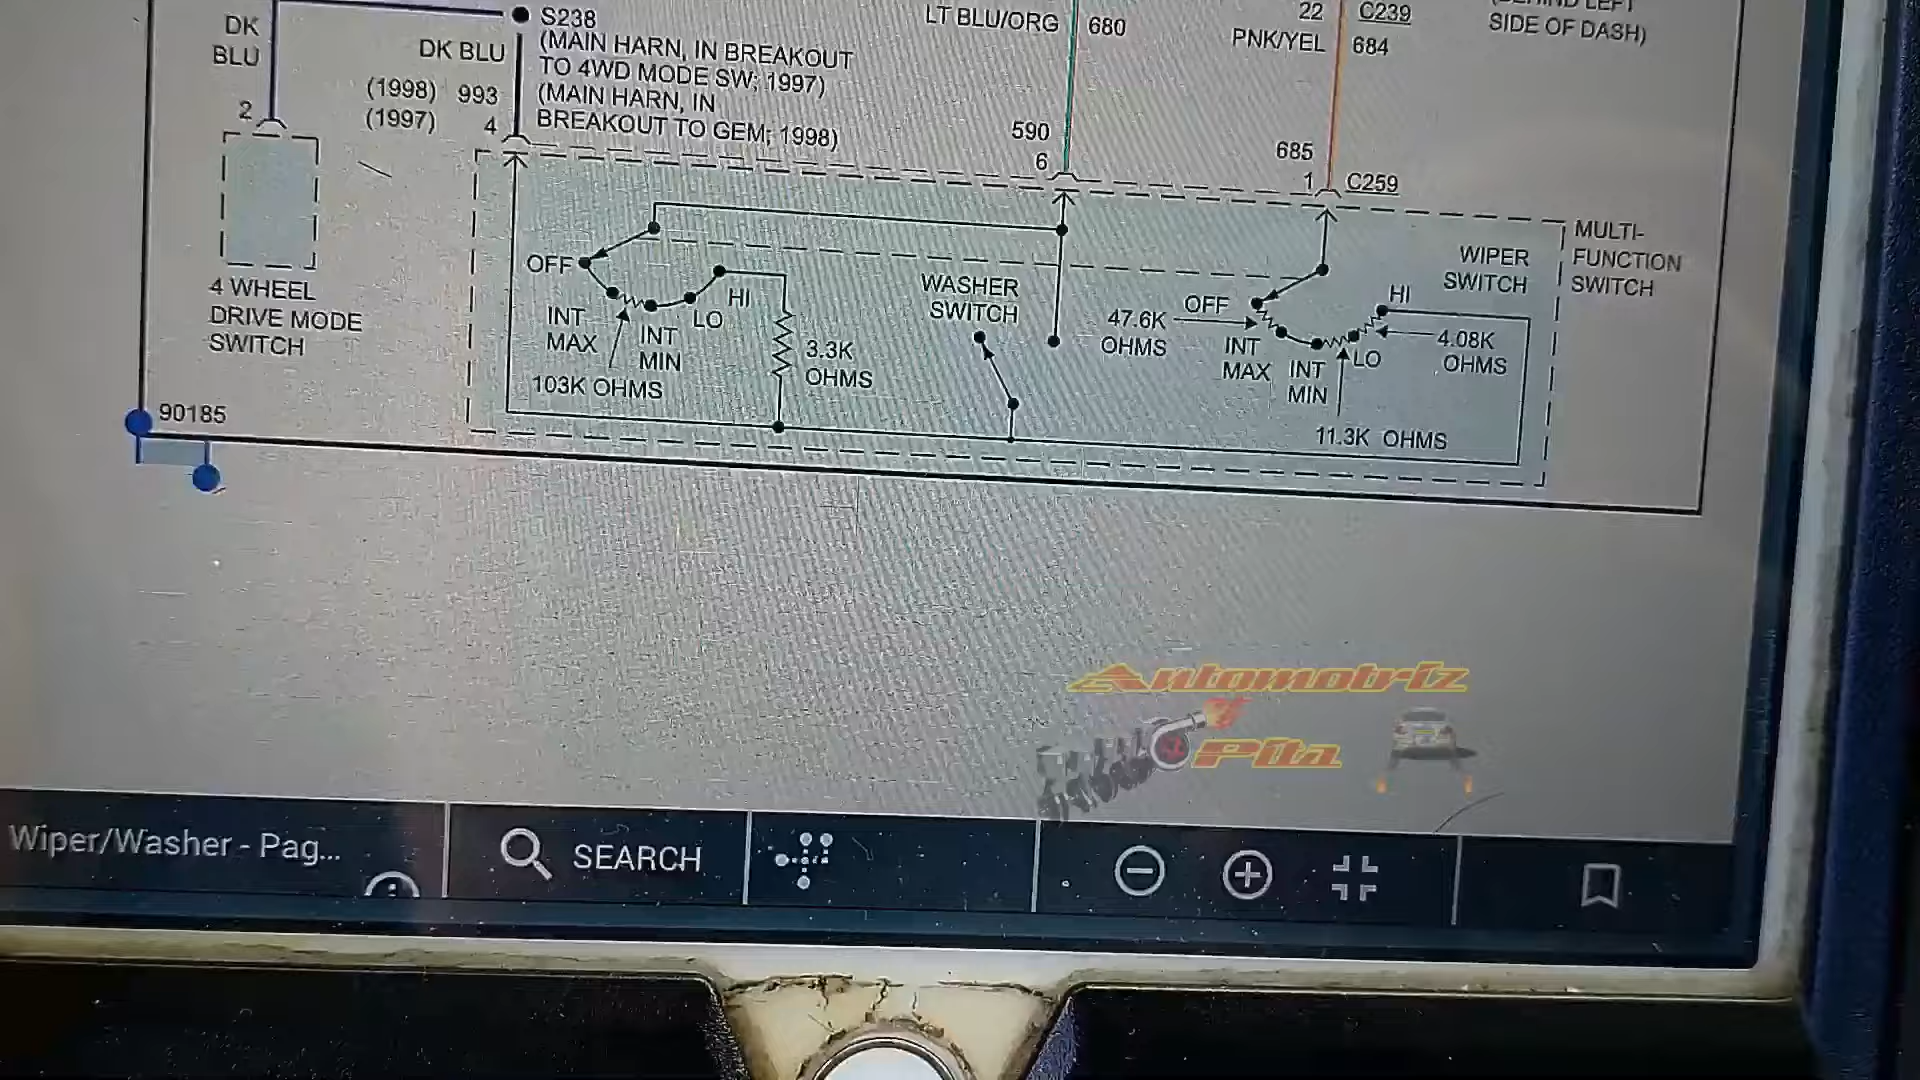 DK
BLU
2
S238
(MAIN HARN, IN BREAKOUT
TO 4WD MODE SW; 1997)
(MAIN HARN, IN
BREAKOUT TO GEM; 1998)
DK BLU
(1998) 993
(1997) 4
LT BLU/ORG
680
590
6
22
C239
PNK/YEL
684
685
1
C259
SIDE OF DASH)
4 WHEEL
DRIVE MODE
SWITCH
OFF
INT
MAX
INT
MIN
LO
HI
103K OHMS
3.3K
OHMS
WASHER
SWITCH
47.6K
OHMS
OFF
INT
MAX
INT
MIN
LO
HI
4.08K
OHMS
11.3K OHMS
WIPER
SWITCH
MULTI-
FUNCTION
SWITCH
90185
Automotriz
y
Pita
Wiper/Washer - Pag...
SEARCH